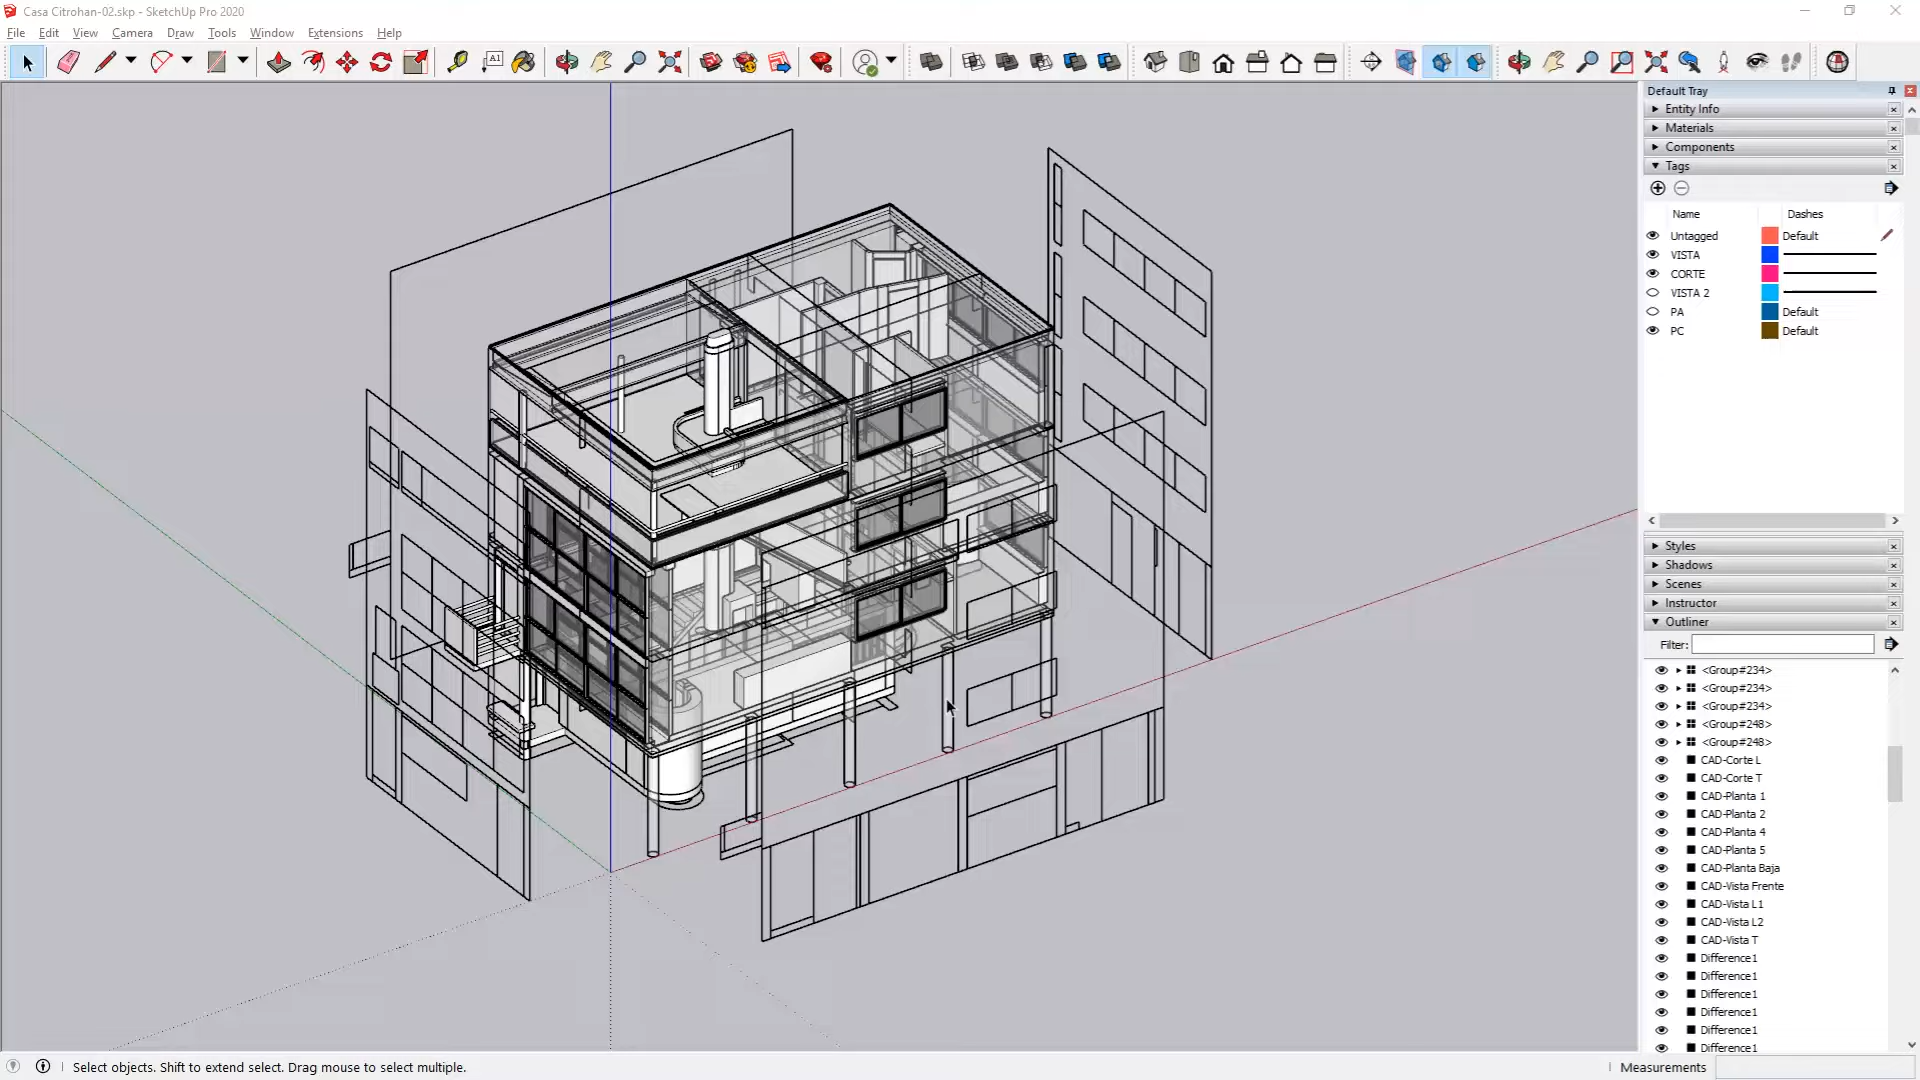 Casa Citrohan-02.skp - SketchUp Pro 2020
File Edit View Camera Draw Tools Window Extensions Help
A1
Default Tray
Entity Info
Materials
Components
Tags
Name Dashes
Untagged Default
VISTA
CORTE
VISTA 2
PA Default
PC Default
Styles
Shadows
Scenes
Instructor
Outliner
Filter:
<Group#234>
<Group#234>
<Group#234>
<Group#248>
<Group#248>
CAD-Corte L
CAD-Corte T
CAD-Planta 1
CAD-Planta 2
CAD-Planta 4
CAD-Planta 5
CAD-Planta Baja
CAD-Vista Frente
CAD-Vista L1
CAD-Vista L2
CAD-Vista T
Difference1
Difference1
Difference1
Difference1
Difference1
Difference1
Select objects. Shift to extend select. Drag mouse to select multiple.
Measurements